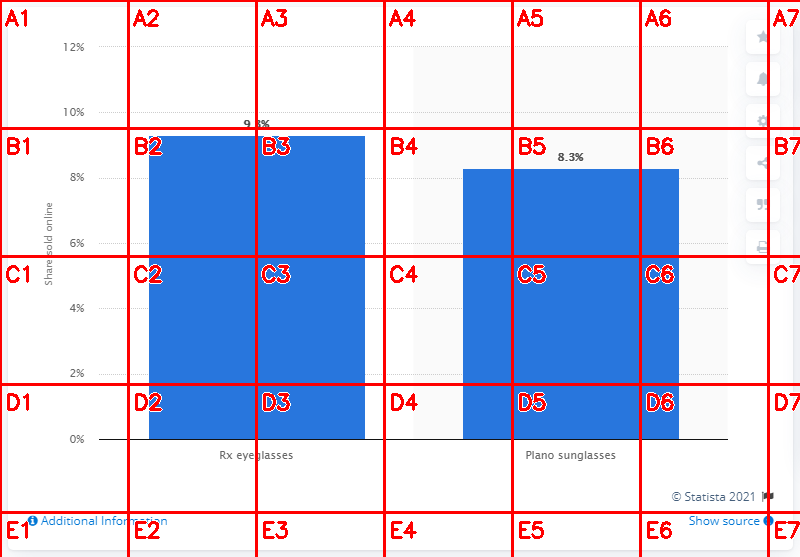 12%
10%
8%
6%
4%
2%
0%
Share sold online
9.3%
8.3%
Rx eyeglasses
Plano sunglasses
© Statista 2021
Additional Information
Show source
A1 A2 A3 A4 A5 A6 A7
B1 B2 B3 B4 B5 B6 B7
C1 C2 C3 C4 C5 C6 C7
D1 D2 D3 D4 D5 D6 D7
E1 E2 E3 E4 E5 E6 E7